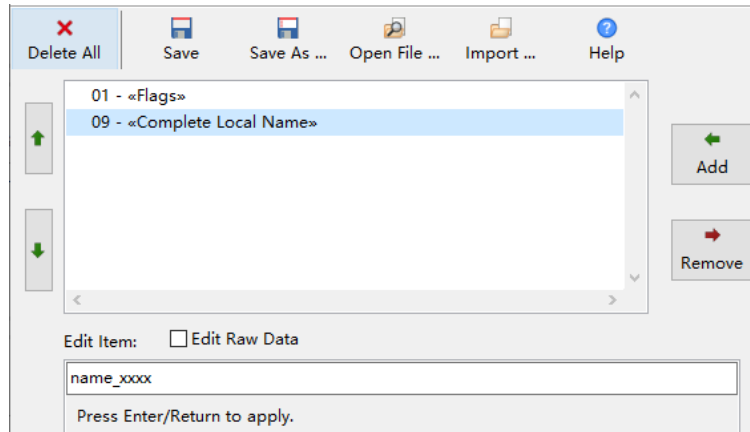 Delete All Save Save As ... Open File ... Import ... Help
01 - «Flags»
09 - «Complete Local Name»
Add
Remove
Edit Item: Edit Raw Data
name_xxxx
Press Enter/Return to apply.